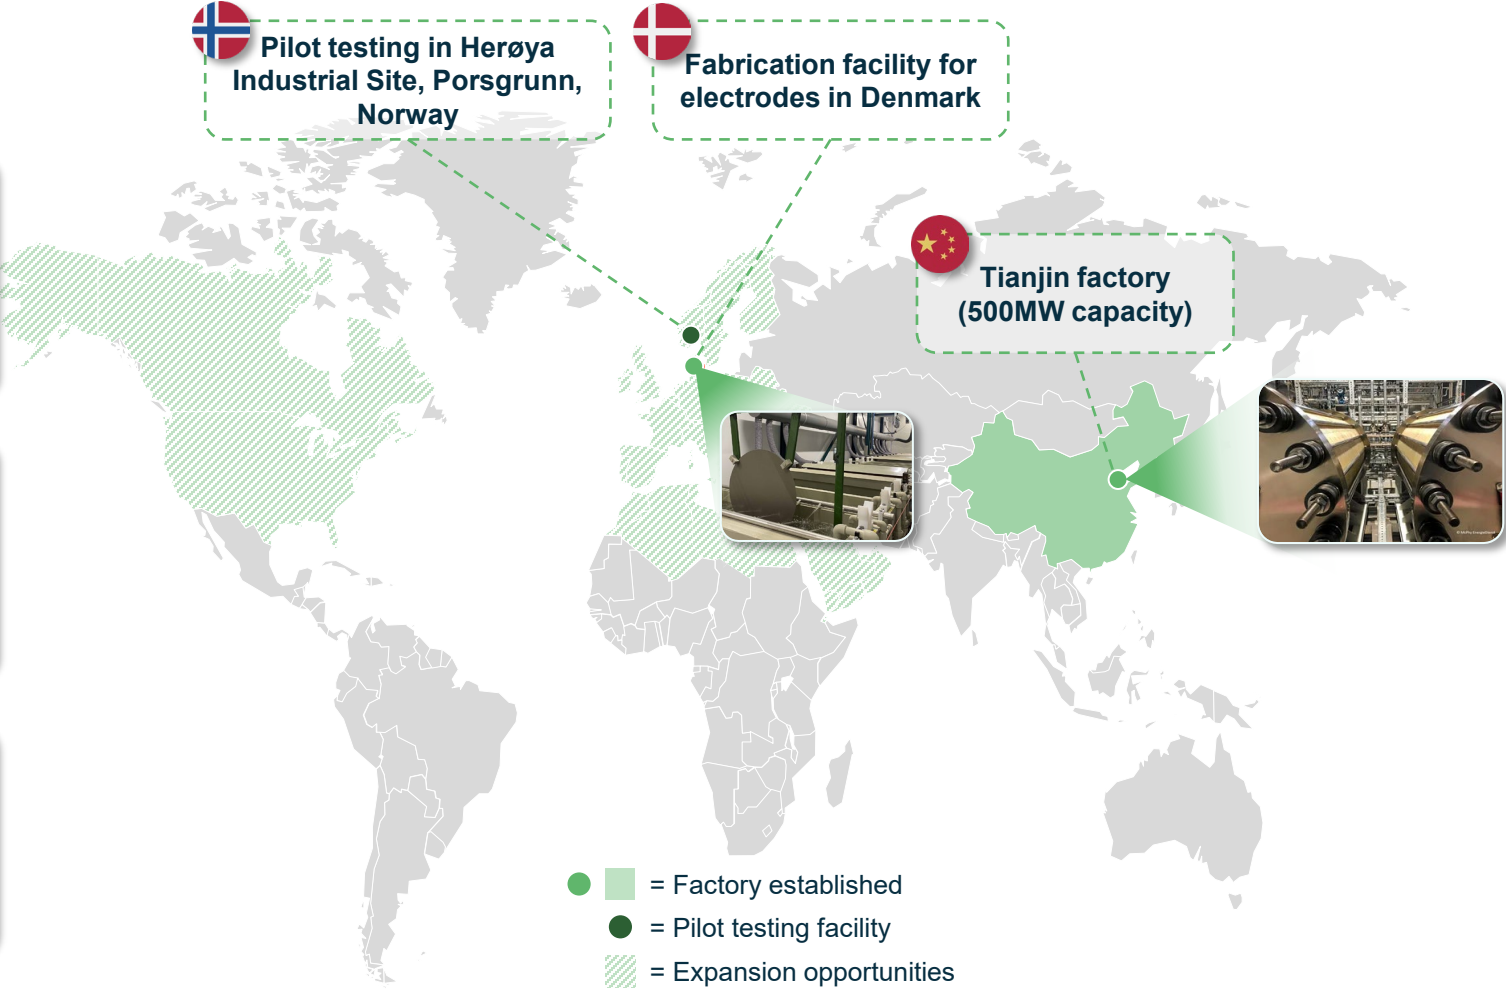 Pilot testing in Herøya
Industrial Site, Porsgrunn,
Norway
Fabrication facility for
electrodes in Denmark
Tianjin factory
(500MW capacity)
= Factory established
= Pilot testing facility
= Expansion opportunities